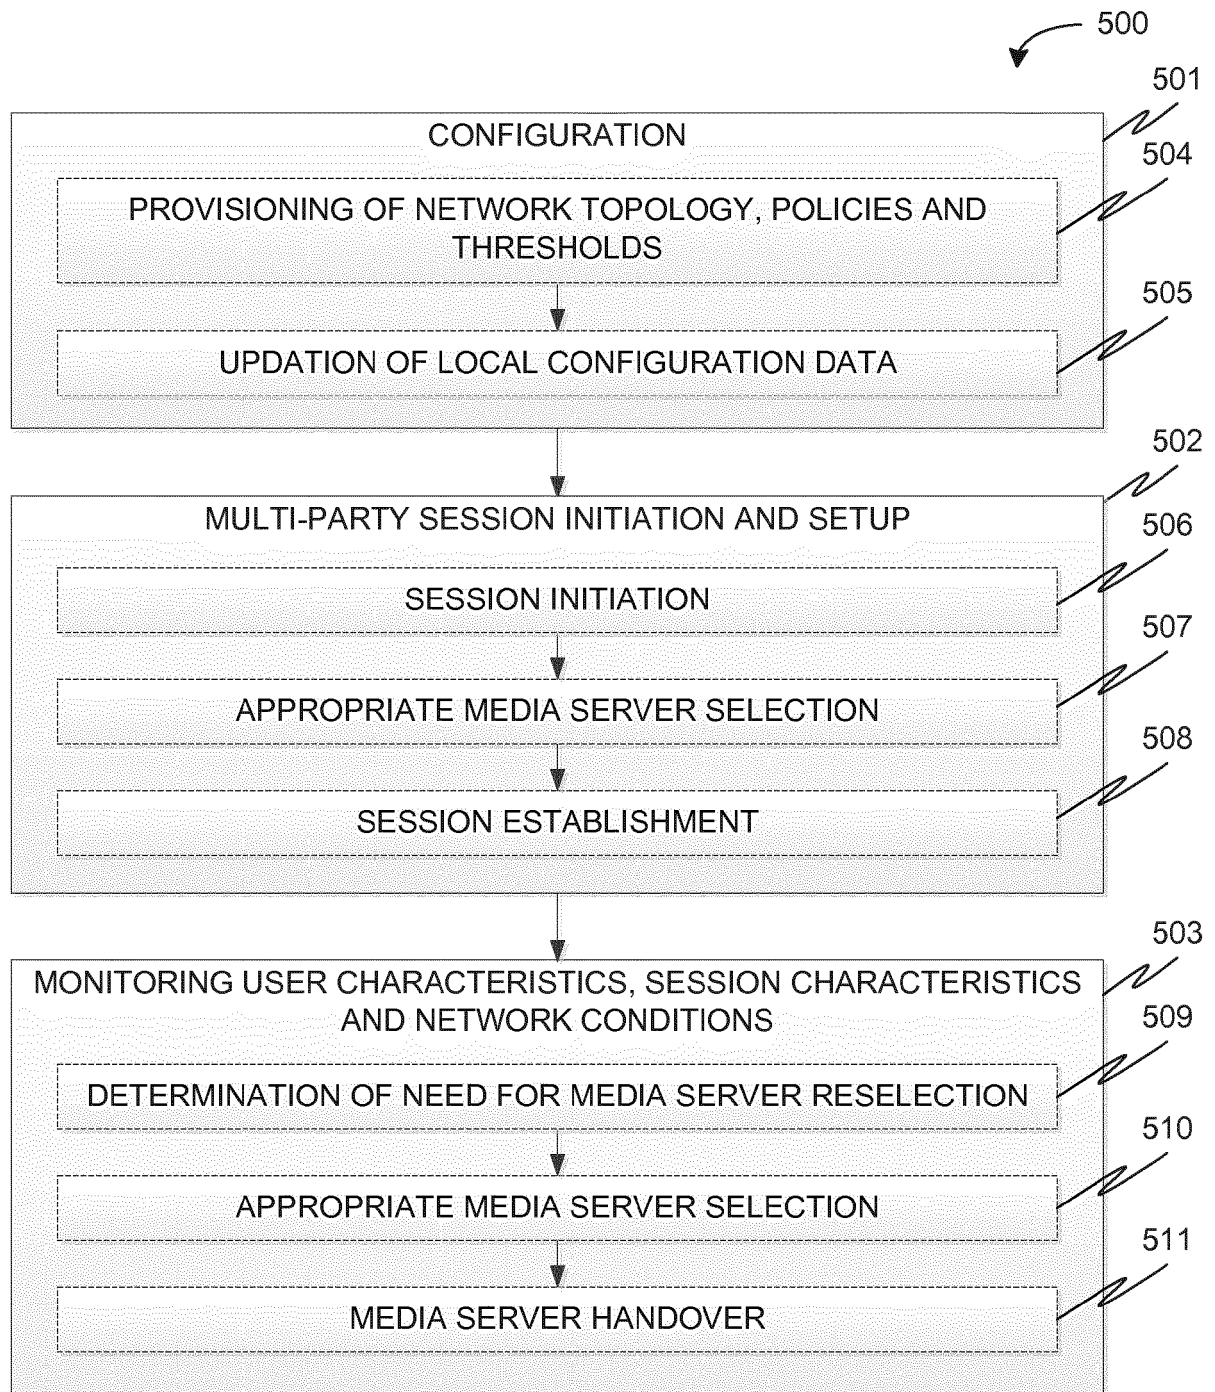 500
501
CONFIGURATION
504
PROVISIONING OF NETWORK TOPOLOGY, POLICIES AND
THRESHOLDS
505
UPDATION OF LOCAL CONFIGURATION DATA
502
MULTI-PARTY SESSION INITIATION AND SETUP
506
SESSION INITIATION
507
APPROPRIATE MEDIA SERVER SELECTION
508
SESSION ESTABLISHMENT
503
MONITORING USER CHARACTERISTICS, SESSION CHARACTERISTICS
AND NETWORK CONDITIONS
509
DETERMINATION OF NEED FOR MEDIA SERVER RESELECTION
510
APPROPRIATE MEDIA SERVER SELECTION
511
MEDIA SERVER HANDOVER